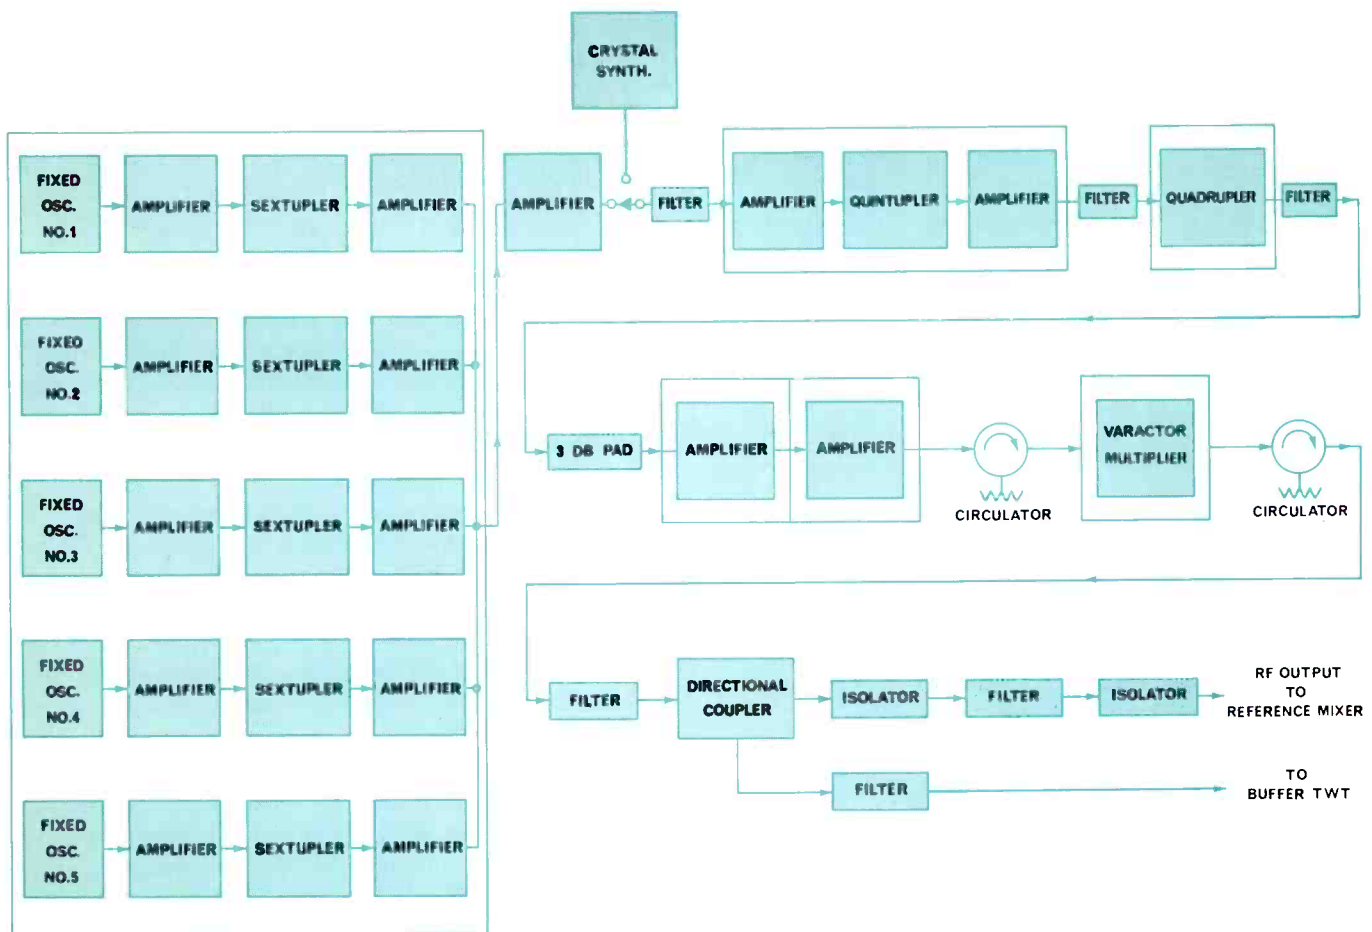 CRYSTAL
SYNTH.
FIXED
OSC.
NO.1
AMPLIFIER
SEXTUPLER
AMPLIFIER
AMPLIFIER
FILTER
AMPLIFIER
QUINTUPLER
AMPLIFIER
FILTER
QUADRUPLER
FILTER
FIXED
OSC.
NO.2
AMPLIFIER
SEXTUPLER
AMPLIFIER
3 DB PAD
AMPLIFIER
AMPLIFIER
CIRCULATOR
VARACTOR
MULTIPLIER
CIRCULATOR
FIXED
OSC.
NO.3
AMPLIFIER
SEXTUPLER
AMPLIFIER
FIXED
OSC.
NO.4
AMPLIFIER
SEXTUPLER
AMPLIFIER
FILTER
DIRECTIONAL
COUPLER
ISOLATOR
FILTER
ISOLATOR
RF OUTPUT
TO
REFERENCE MIXER
FILTER
TO
BUFFER TWT
FIXED
OSC.
NO.5
AMPLIFIER
SEXTUPLER
AMPLIFIER